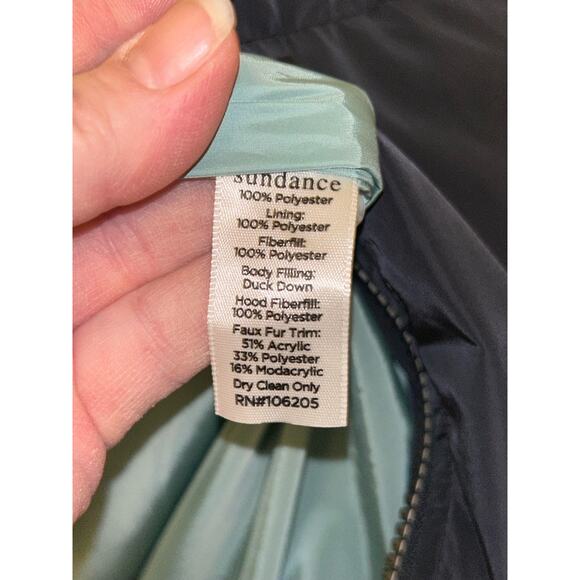 Sundance
100% Polyester
Lining:
100% Polyester
Fiberfill:
100% Polyester
Body Filling:
Duck Down
Hood Fiberfill:
100% Polyester
Faux Fur Trim:
51% Acrylic
33% Polyester
16% Modacrylic
Dry Clean Only
RN#106205